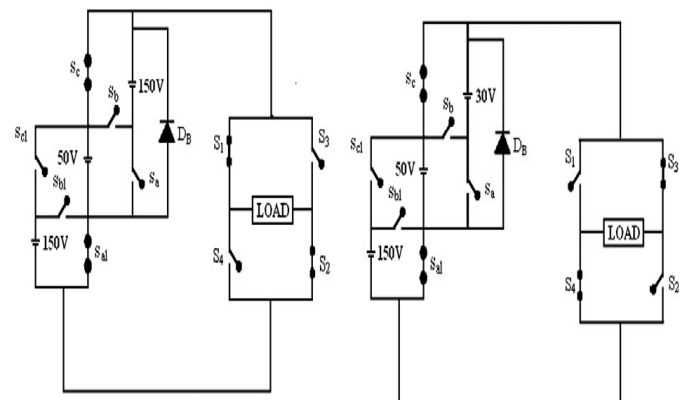 Sc
150V
Sb
DB
Sc1
50V
Sa
Sb1
150V
Sa1
S1
S3
LOAD
S4
S2
Sc
30V
Sb
DB
Sc1
50V
Sa
Sb1
150V
Sa1
S1
S3
LOAD
S4
S2